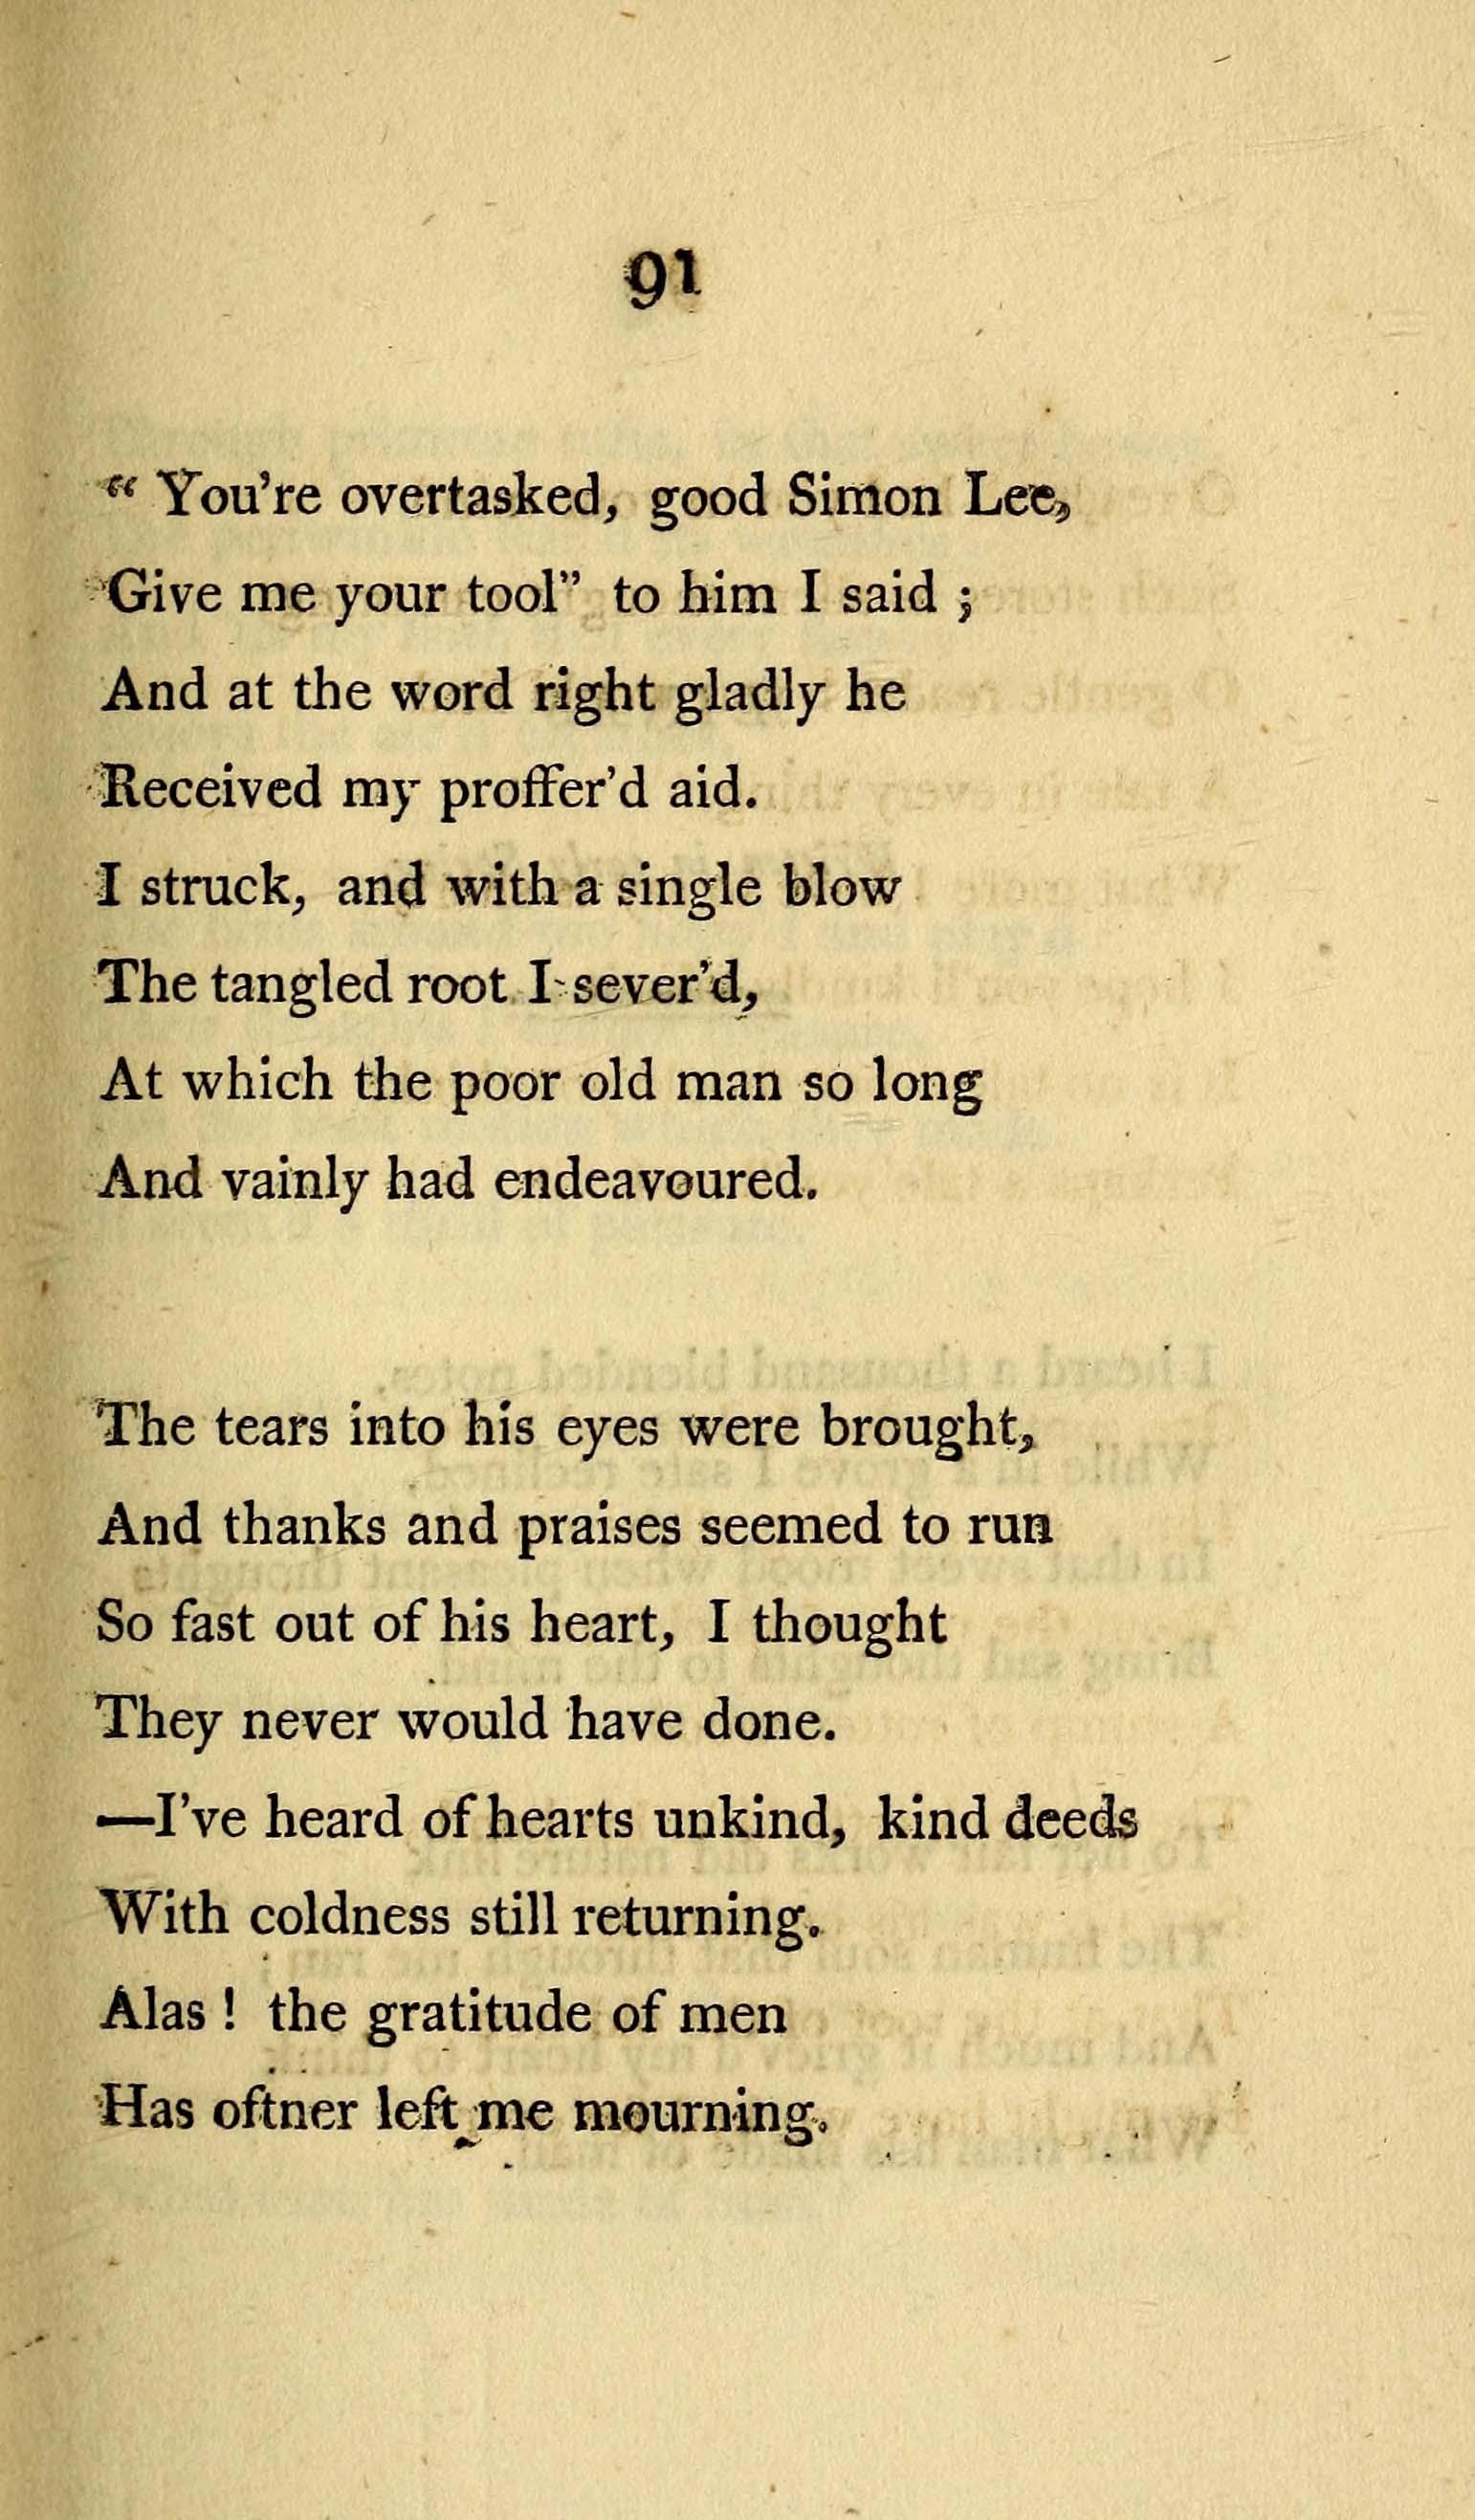 91
“ You're overtasked, good Simon Lee,
Give me your tool” to him I said ;
And at the word right gladly he
Received my proffer'd aid.
I struck, and with a single blow
The tangled root I sever'd,
At which the poor old man so long
And vainly had endeavoured.
The tears into his eyes were brought,
And thanks and praises seemed to run
So fast out of his heart, I thought
They never would have done.
—I've heard of hearts unkind, kind deeds
With coldness still returning.
Alas ! the gratitude of men
Has oftner left me mourning.